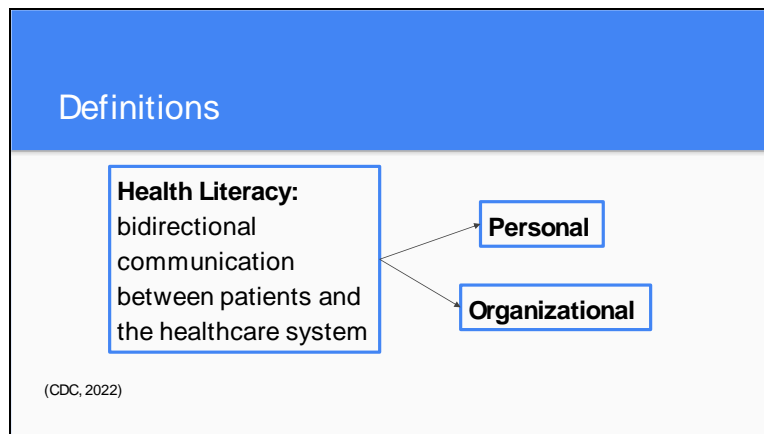 Definitions
Health Literacy:
bidirectional
communication
between patients and
the healthcare system
Personal
Organizational
(CDC, 2022)